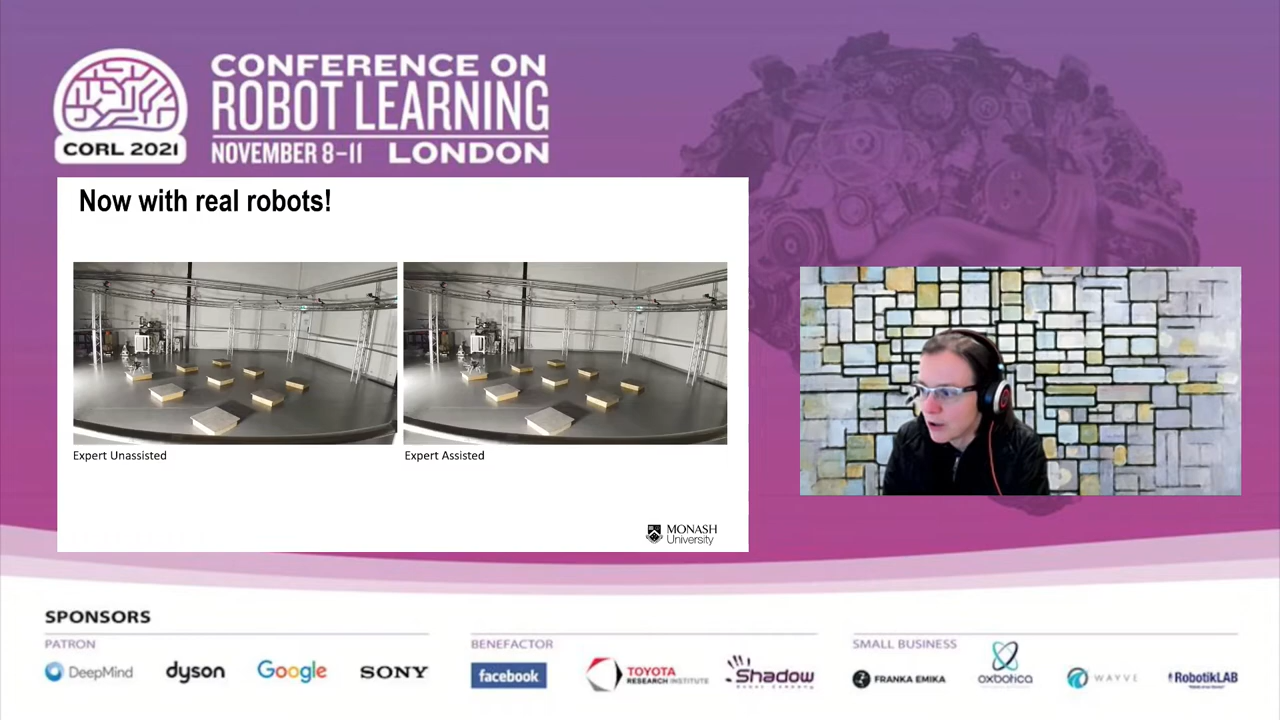 CONFERENCE ON
ROBOT LEARNING
NOVEMBER 8–11 LONDON
CORL 2021
Now with real robots!
Expert Unassisted
Expert Assisted
MONASH
University
SPONSORS
PATRON
DeepMind
dyson
Google
SONY
BENEFACTOR
facebook
TOYOTA
RESEARCH INSTITUTE
Shadow
Robot Company
SMALL BUSINESS
FRANKA EMIKA
oxbotica
WAYVE
RobotikLAB